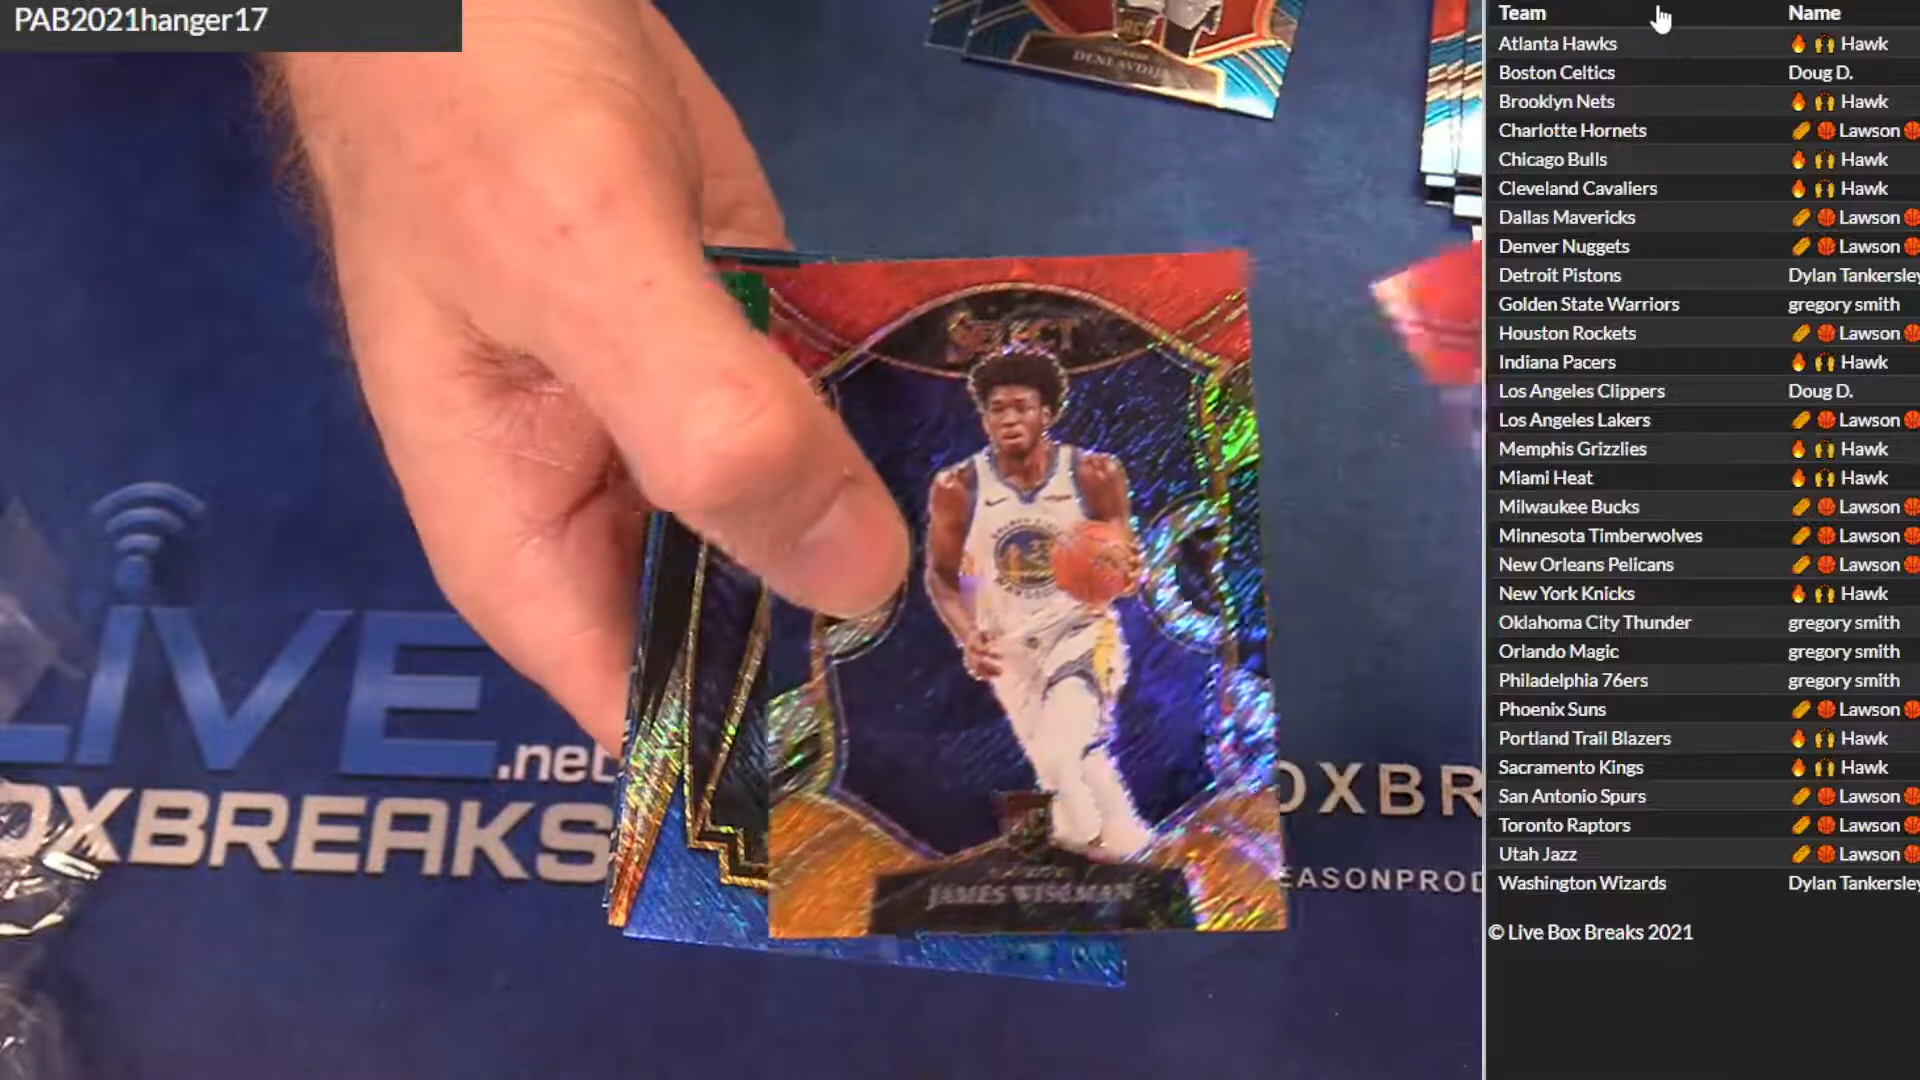 PAB2021hanger17
Team Name
Atlanta Hawks Hawk
Boston Celtics Doug D.
Brooklyn Nets Hawk
Charlotte Hornets Lawson
Chicago Bulls Hawk
Cleveland Cavaliers Hawk
Dallas Mavericks Lawson
Denver Nuggets Lawson
Detroit Pistons Dylan Tankersley
Golden State Warriors gregory smith
Houston Rockets Lawson
Indiana Pacers Hawk
Los Angeles Clippers Doug D.
Los Angeles Lakers Lawson
Memphis Grizzlies Hawk
Miami Heat Hawk
Milwaukee Bucks Lawson
Minnesota Timberwolves Lawson
New Orleans Pelicans Lawson
New York Knicks Hawk
Oklahoma City Thunder gregory smith
Orlando Magic gregory smith
Philadelphia 76ers gregory smith
Phoenix Suns Lawson
Portland Trail Blazers Hawk
Sacramento Kings Hawk
San Antonio Spurs Lawson
Toronto Raptors Lawson
Utah Jazz Lawson
Washington Wizards Dylan Tankersley
© Live Box Breaks 2021
SELECT
JAMES WISEMAN
LIVE.net
OXBREAKS
OXBR
EASONPROD